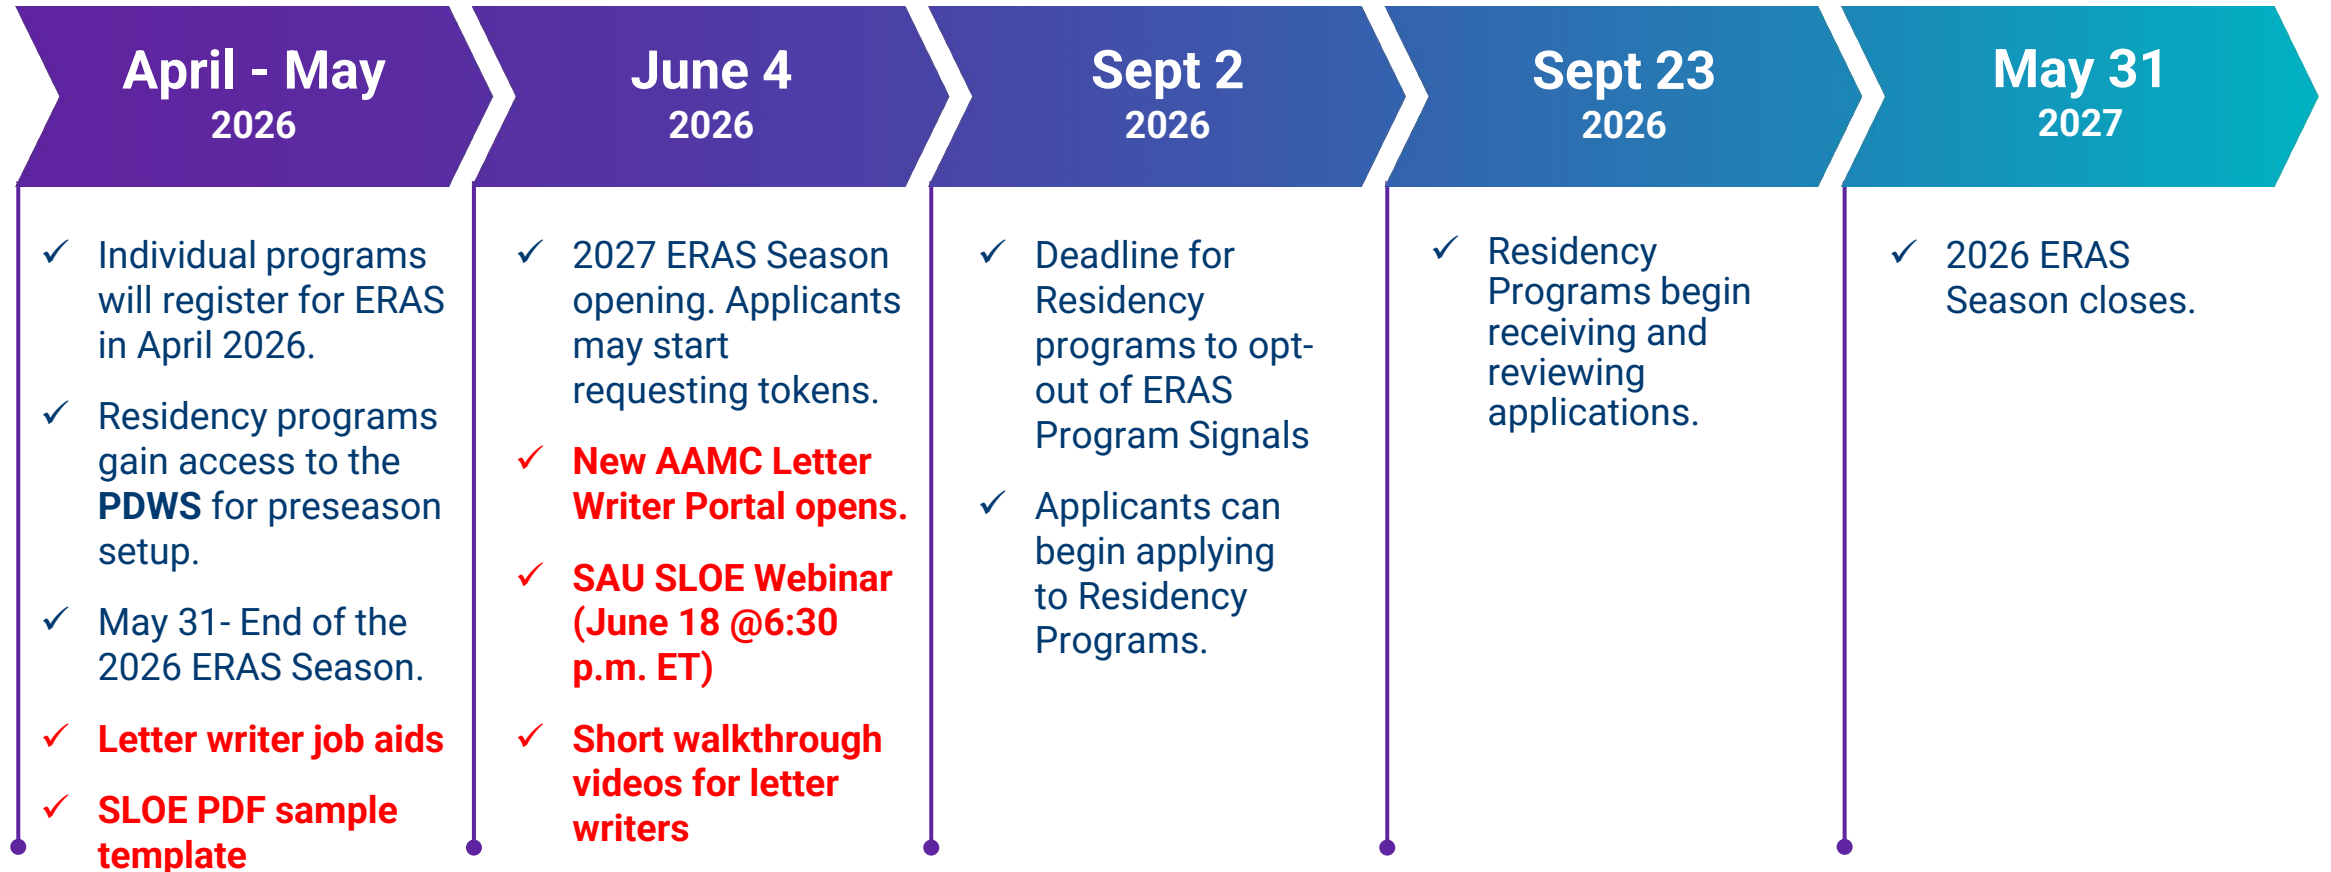 April - May
2026
✓ Individual programs
will register for ERAS
in April 2026.
✓ Residency programs
gain access to the
PDWS for preseason
setup.
✓ May 31- End of the
2026 ERAS Season.
✓ Letter writer job aids
✓ SLOE PDF sample
template
June 4
2026
✓ 2027 ERAS Season
opening. Applicants
may start
requesting tokens.
✓ New AAMC Letter
Writer Portal opens.
✓ SAU SLOE Webinar
(June 18 @6:30
p.m. ET)
✓ Short walkthrough
videos for letter
writers
Sept 2
2026
✓ Deadline for
Residency
programs to opt-
out of ERAS
Program Signals
✓ Applicants can
begin applying
to Residency
Programs.
Sept 23
2026
✓ Residency
Programs begin
receiving and
reviewing
applications.
May 31
2027
✓ 2026 ERAS
Season closes.